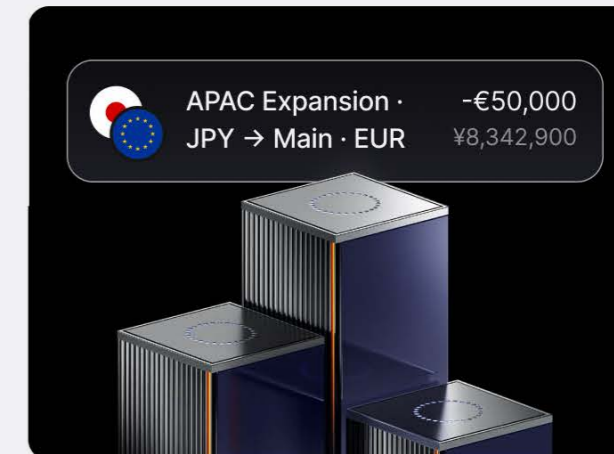 APAC Expansion · -€50,000
JPY → Main · EUR ¥8,342,900